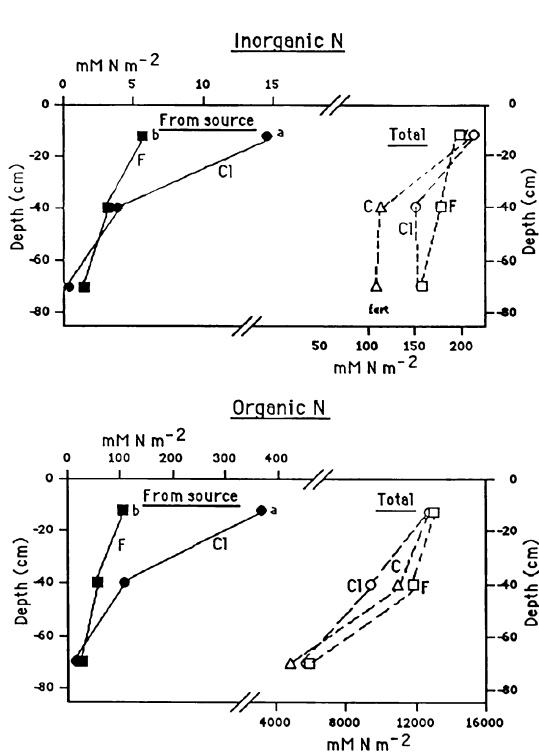 Inorganic N
mM N m-2
0 5 10 15
0 0
From source
b a
F
Cl
Total
-20 -20
C
F
Cl
-40 -40
Depth (cm)
Depth (cm)
-60 -60
-80 -80
50 100 150 200
mM N m-2
Organic N
mM N m-2
0 100 200 300 400
0 0
From source
b a
F
Cl
Total
-20 -20
C
Cl
F
-40 -40
Depth (cm)
Depth (cm)
-60 -60
-80 -80
4000 8000 12000 16000
mM N m-2